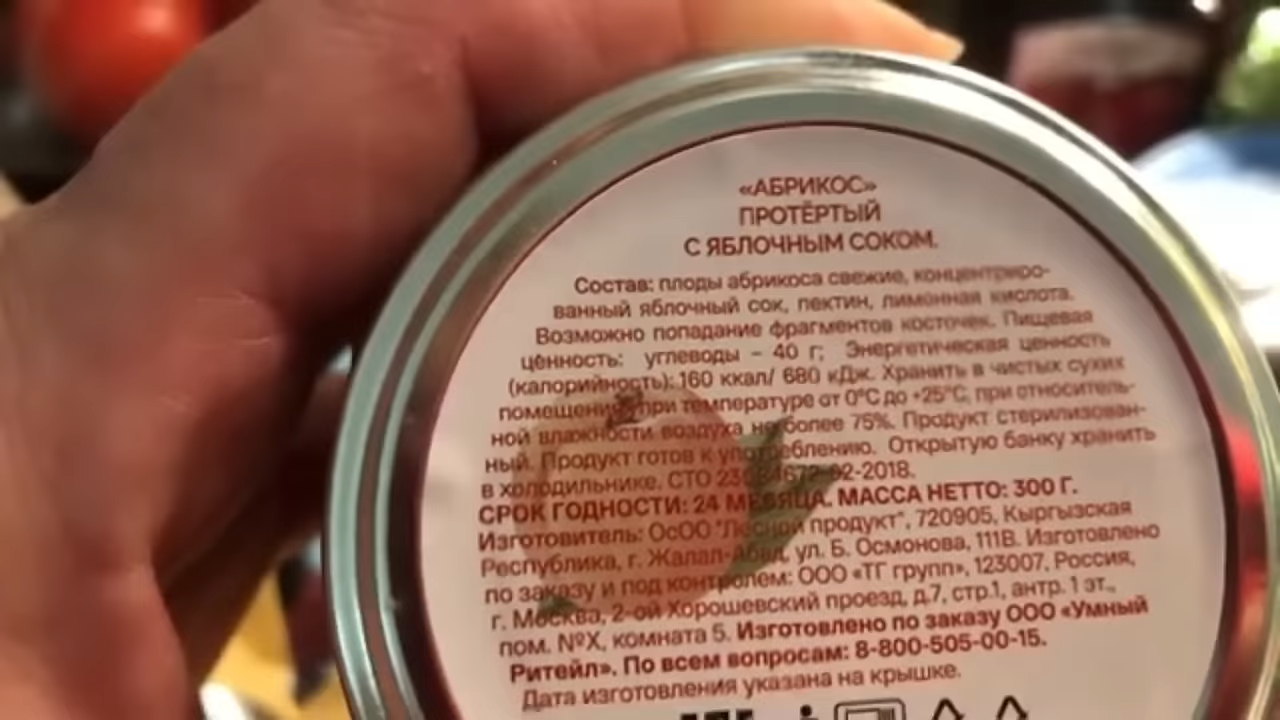 «АБРИКОС»
ПРОТЁРТЫЙ
С ЯБЛОЧНЫМ СОКОМ.
Состав: плоды абрикоса свежие, концентриро-
ванный яблочный сок, пектин, лимонная кислота.
Возможно попадание фрагментов косточек. Пищевая
ценность: углеводы – 40 г; Энергетическая ценность
(калорийность): 160 ккал/ 680 кДж. Хранить в чистых сухих
помещениях при температуре от 0°С до +25°С, при относитель-
ной влажности воздуха не более 75%. Продукт стерилизован-
ный. Продукт готов к употреблению. Открытую банку хранить
в холодильнике. СТО
СРОК ГОДНОСТИ: 24 МЕСЯЦА. МАССА НЕТТО: 300 Г.
Изготовитель: ОсОО "Лесной продукт", 720905, Кыргызская
Республика, г. Жалал-Абад, ул. Б. Осмонова, 111В. Изготовлено
по заказу и под контролем: ООО «ТГ групп», 123007, Россия,
г. Москва, 2-ой Хорошевский проезд, д.7, стр.1, антр. 1 эт.,
пом. №X, комната 5. Изготовлено по заказу ООО «Умный
Ритейл». По всем вопросам: 8-800-505-00-15.
Дата изготовления указана на крышке.